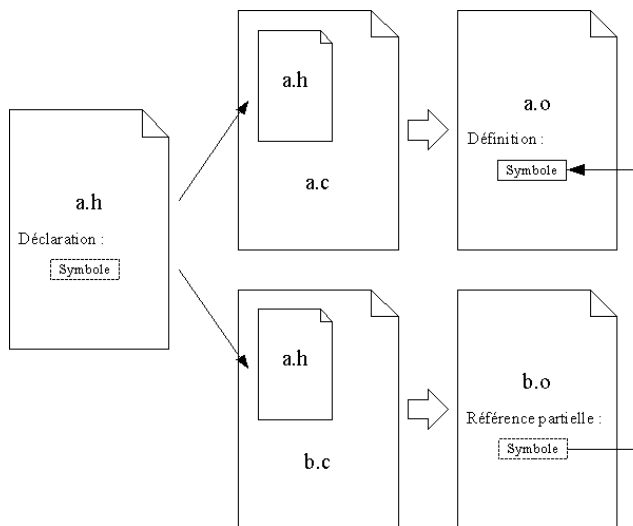 a.h
Déclaration :
Symbole
a.h
a.c
a.o
Définition :
Symbole
a.h
b.c
b.o
Référence partielle :
Symbole